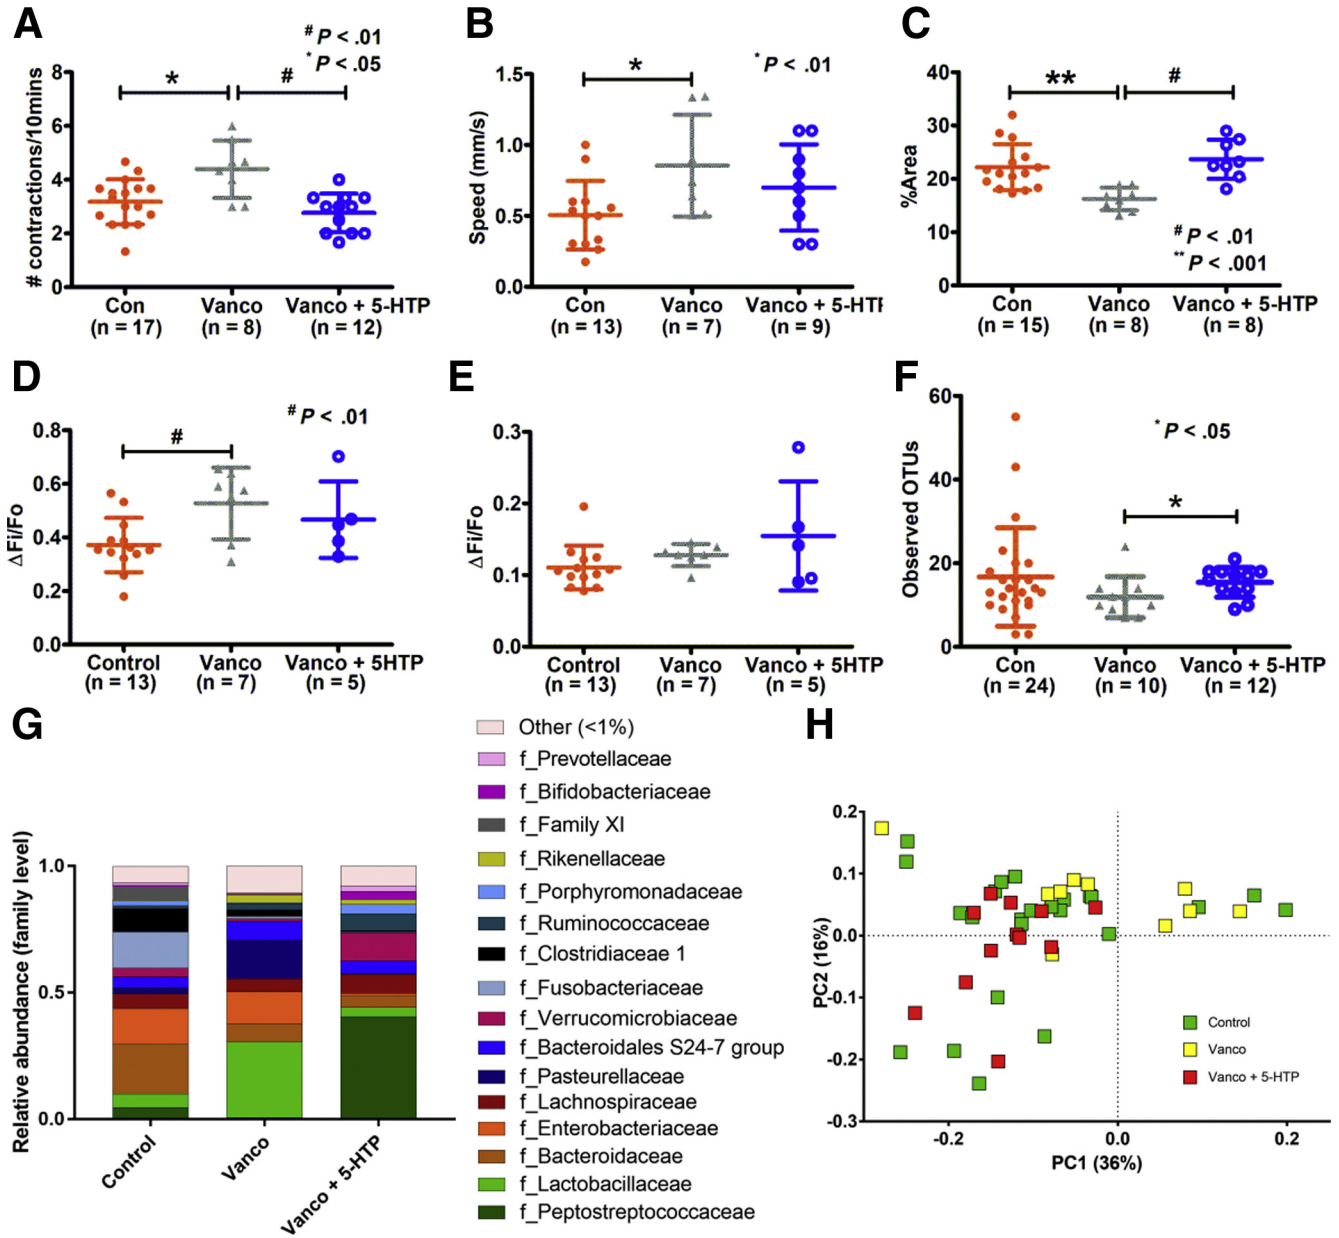 A
# P < .01
* P < .05
8
6
4
2
0
# contractions/10mins
*
#
Con
(n = 17)
Vanco
(n = 8)
Vanco + 5-HTP
(n = 12)
B
* P < .01
1.5
1.0
0.5
0.0
Speed (mm/s)
*
Con
(n = 13)
Vanco
(n = 7)
Vanco + 5-HTP
(n = 9)
C
40
30
20
10
0
%Area
**
#
# P < .01
** P < .001
Con
(n = 15)
Vanco
(n = 8)
Vanco + 5-HTP
(n = 8)
D
# P < .01
0.8
0.6
0.4
0.2
0.0
ΔFi/Fo
#
Control
(n = 13)
Vanco
(n = 7)
Vanco + 5HTP
(n = 5)
E
0.3
0.2
0.1
0.0
ΔFi/Fo
Control
(n = 13)
Vanco
(n = 7)
Vanco + 5HTP
(n = 5)
F
60
40
20
0
Observed OTUs
* P < .05
*
Con
(n = 24)
Vanco
(n = 10)
Vanco + 5-HTP
(n = 12)
G
1.0
0.5
0.0
Relative abundance (family level)
Control
Vanco
Vanco + 5-HTP
Other (<1%)
f_Prevotellaceae
f_Bifidobacteriaceae
f_Family XI
f_Rikenellaceae
f_Porphyromonadaceae
f_Ruminococcaceae
f_Clostridiaceae 1
f_Fusobacteriaceae
f_Verrucomicrobiaceae
f_Bacteroidales S24-7 group
f_Pasteurellaceae
f_Lachnospiraceae
f_Enterobacteriaceae
f_Bacteroidaceae
f_Lactobacillaceae
f_Peptostreptococcaceae
H
0.2
0.1
0.0
-0.1
-0.2
-0.3
PC2 (16%)
Control
Vanco
Vanco + 5-HTP
-0.2
0.0
0.2
PC1 (36%)